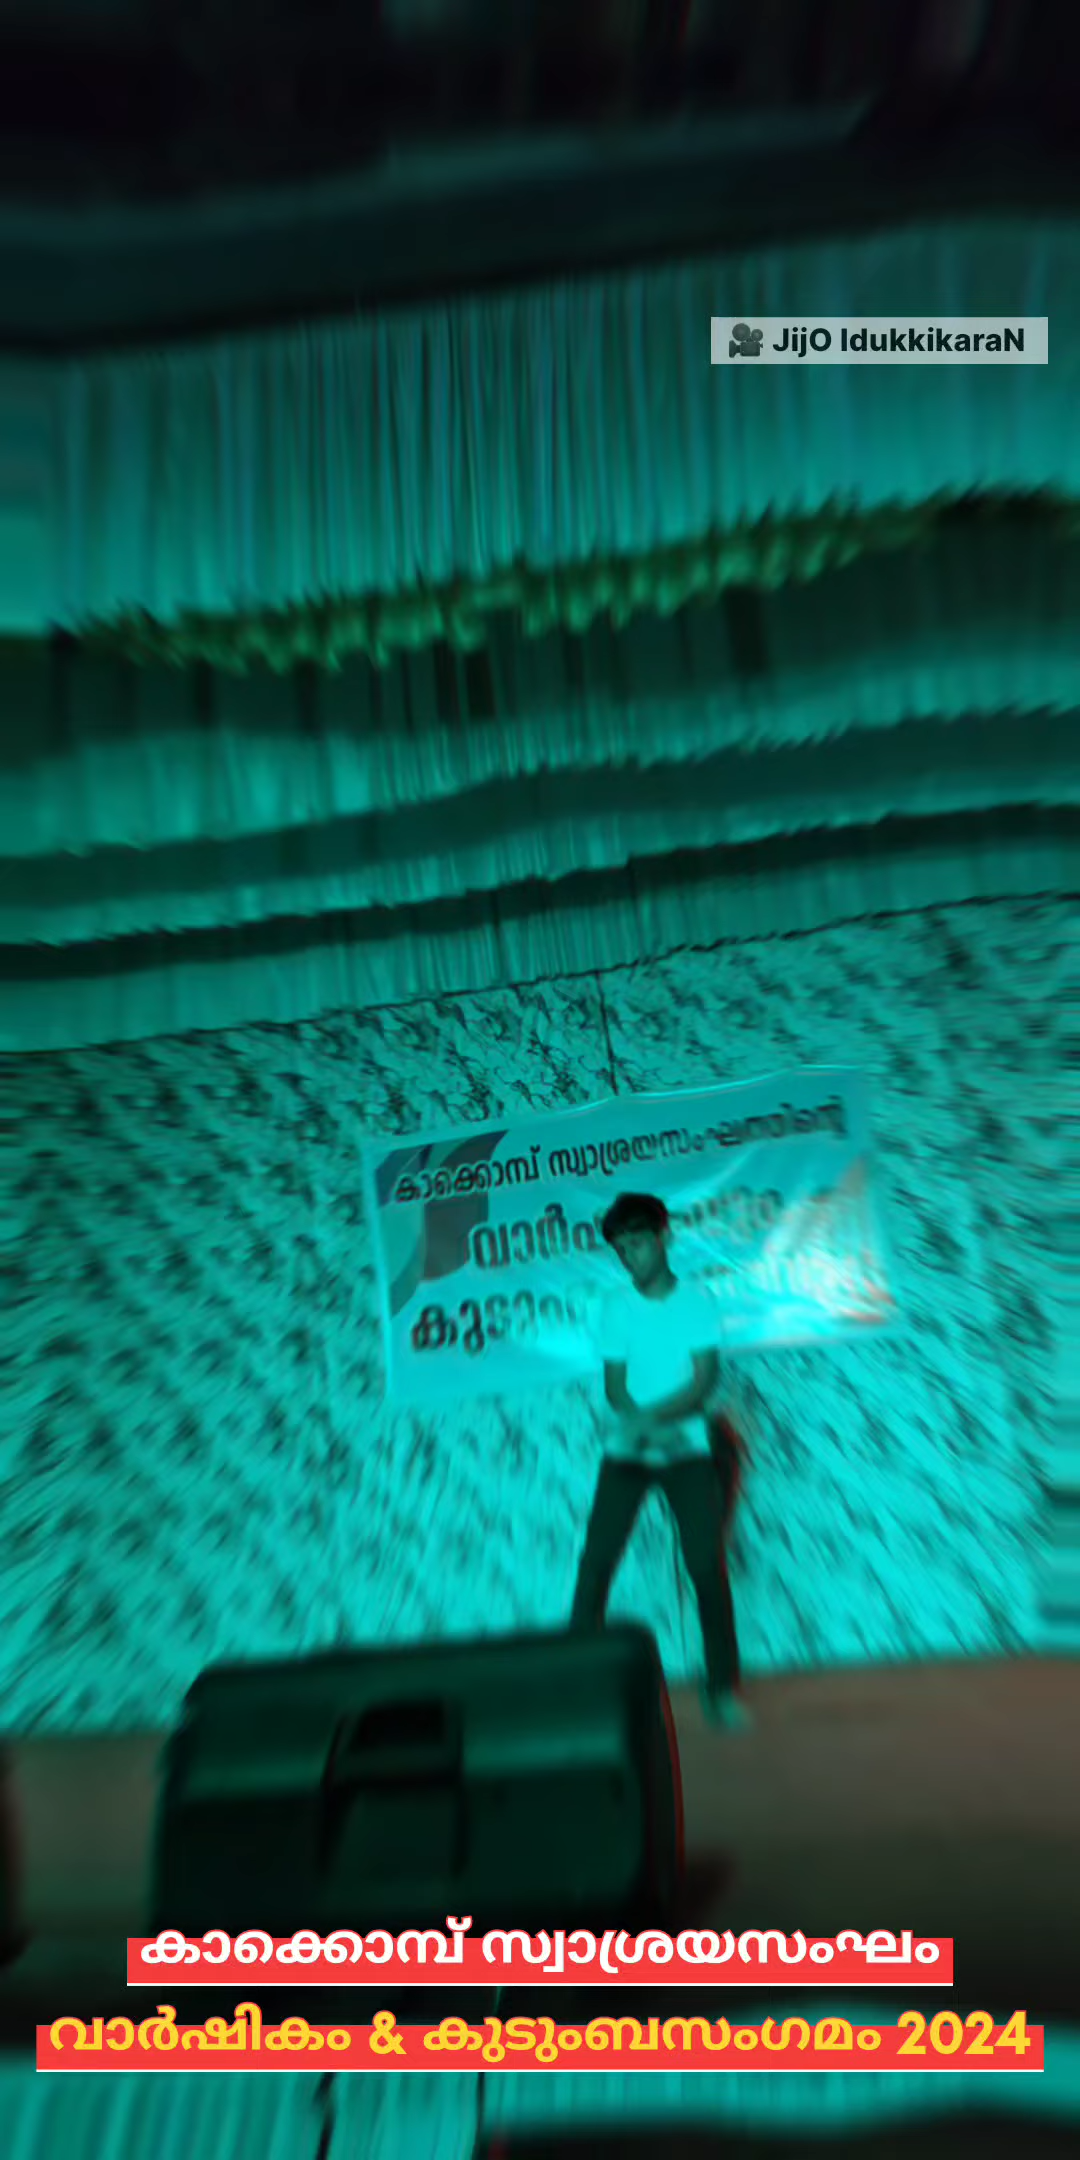 🎥 JijO IdukkikaraN
കാക്കൊമ്പ് സ്വാശ്രയസംഘത്തിന്റെ
കാക്കൊമ്പ് സ്വാശ്രയസംഘം
വാർഷികം & കുടുംബസംഗമം 2024